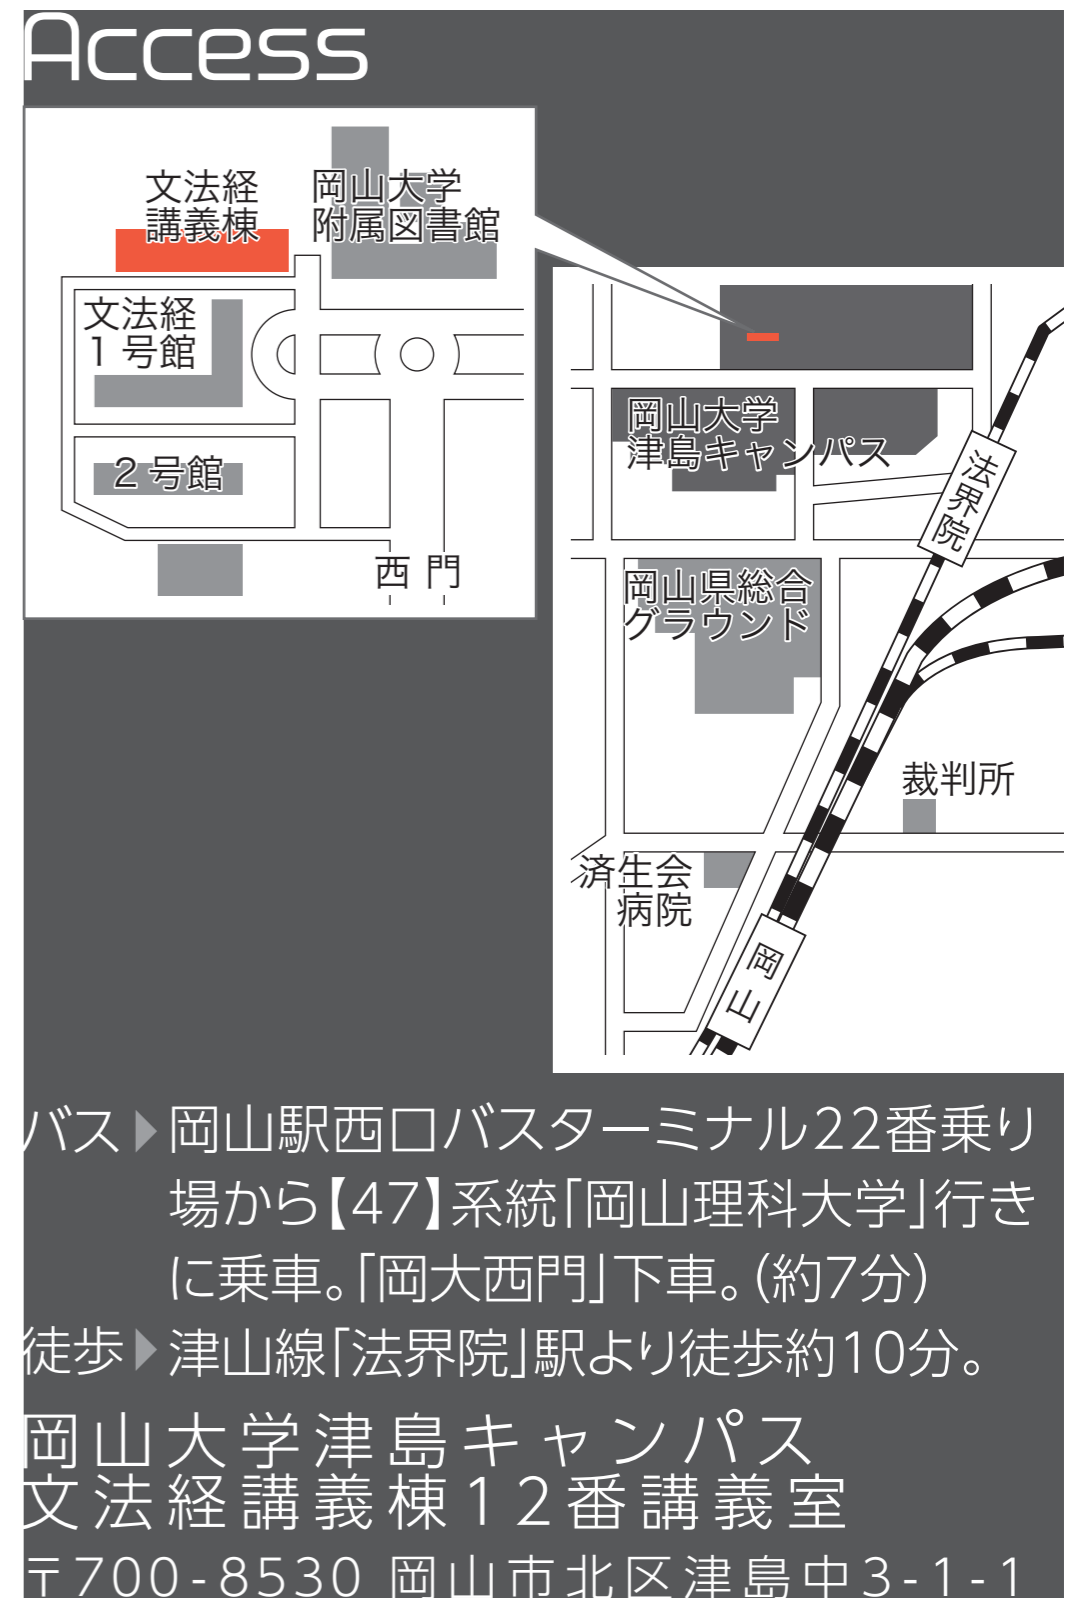 Access
文法経
講義棟
岡山大学
附属図書館
文法経
1号館
2号館
西門
岡山大学
津島キャンパス
法界院
岡山県総合
グラウンド
裁判所
済生会
病院
岡山
バス▶岡山駅西口バスターミナル22番乗り
場から【47】系統「岡山理科大学」行き
に乗車。「岡大西門」下車。(約7分)
徒歩▶津山線「法界院」駅より徒歩約10分。
岡山大学津島キャンパス
文法経講義棟12番講義室
〒700-8530 岡山市北区津島中3-1-1